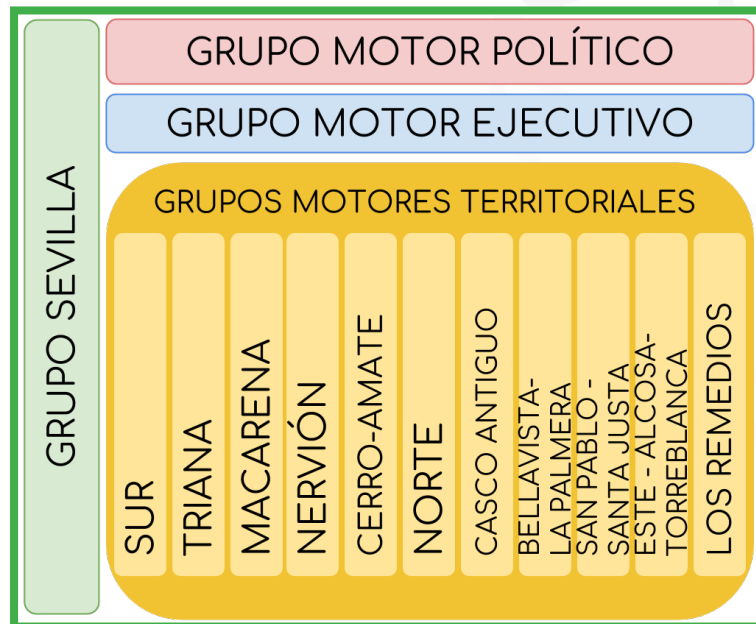 GRUPO SEVILLA
GRUPO MOTOR POLÍTICO
GRUPO MOTOR EJECUTIVO
GRUPOS MOTORES TERRITORIALES
SUR
TRIANA
MACARENA
NERVIÓN
CERRO-AMATE
NORTE
CASCO ANTIGUO
BELLAVISTA-
LA PALMERA
SAN PABLO -
SANTA JUSTA
ESTE - ALCOSA-
TORREBLANCA
LOS REMEDIOS